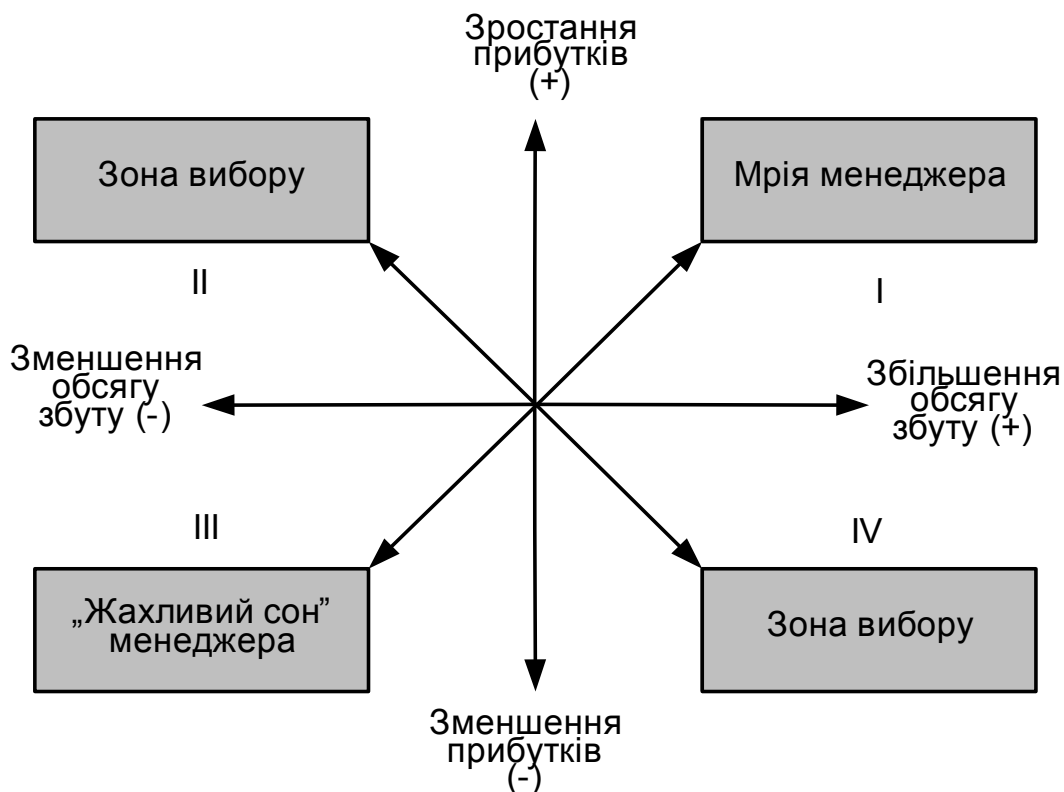 Зростання
прибутків
(+)
Зона вибору
Мрія менеджера
II
I
Зменшення
обсягу
збуту (-)
Збільшення
обсягу
збуту (+)
III
IV
„Жахливий сон”
менеджера
Зона вибору
Зменшення
прибутків
(-)